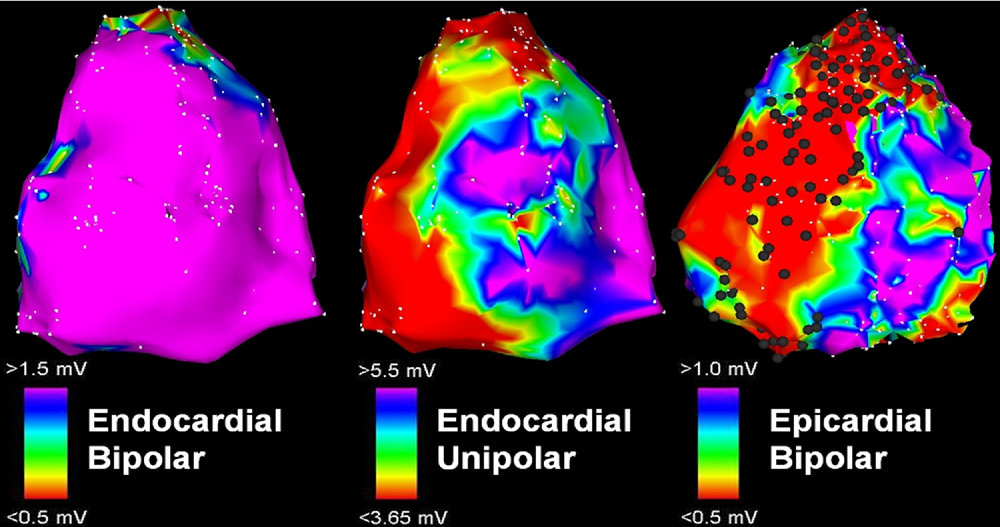 >1.5 mV
Endocardial
Bipolar
<0.5 mV
>5.5 mV
Endocardial
Unipolar
<3.65 mV
>1.0 mV
Epicardial
Bipolar
<0.5 mV